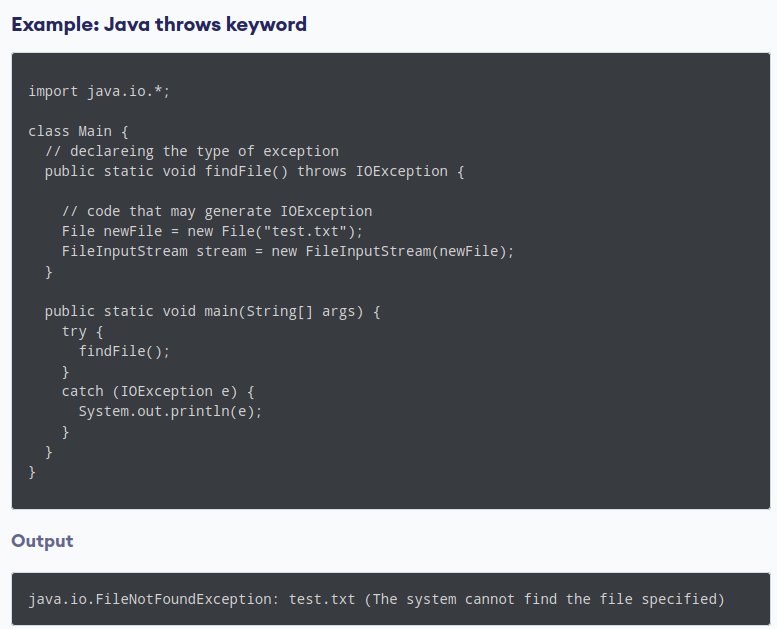 Example: Java throws keyword
import java.io.*;
class Main {
// declareing the type of exception
public static void findFile() throws IOException {
// code that may generate IOException
File newFile = new File("test.txt");
FileInputStream stream = new FileInputStream(newFile);
}
public static void main(String[] args) {
try {
findFile();
}
catch (IOException e) {
System.out.println(e);
}
}
}
Output
java.io.FileNotFoundException: test.txt (The system cannot find the file specified)